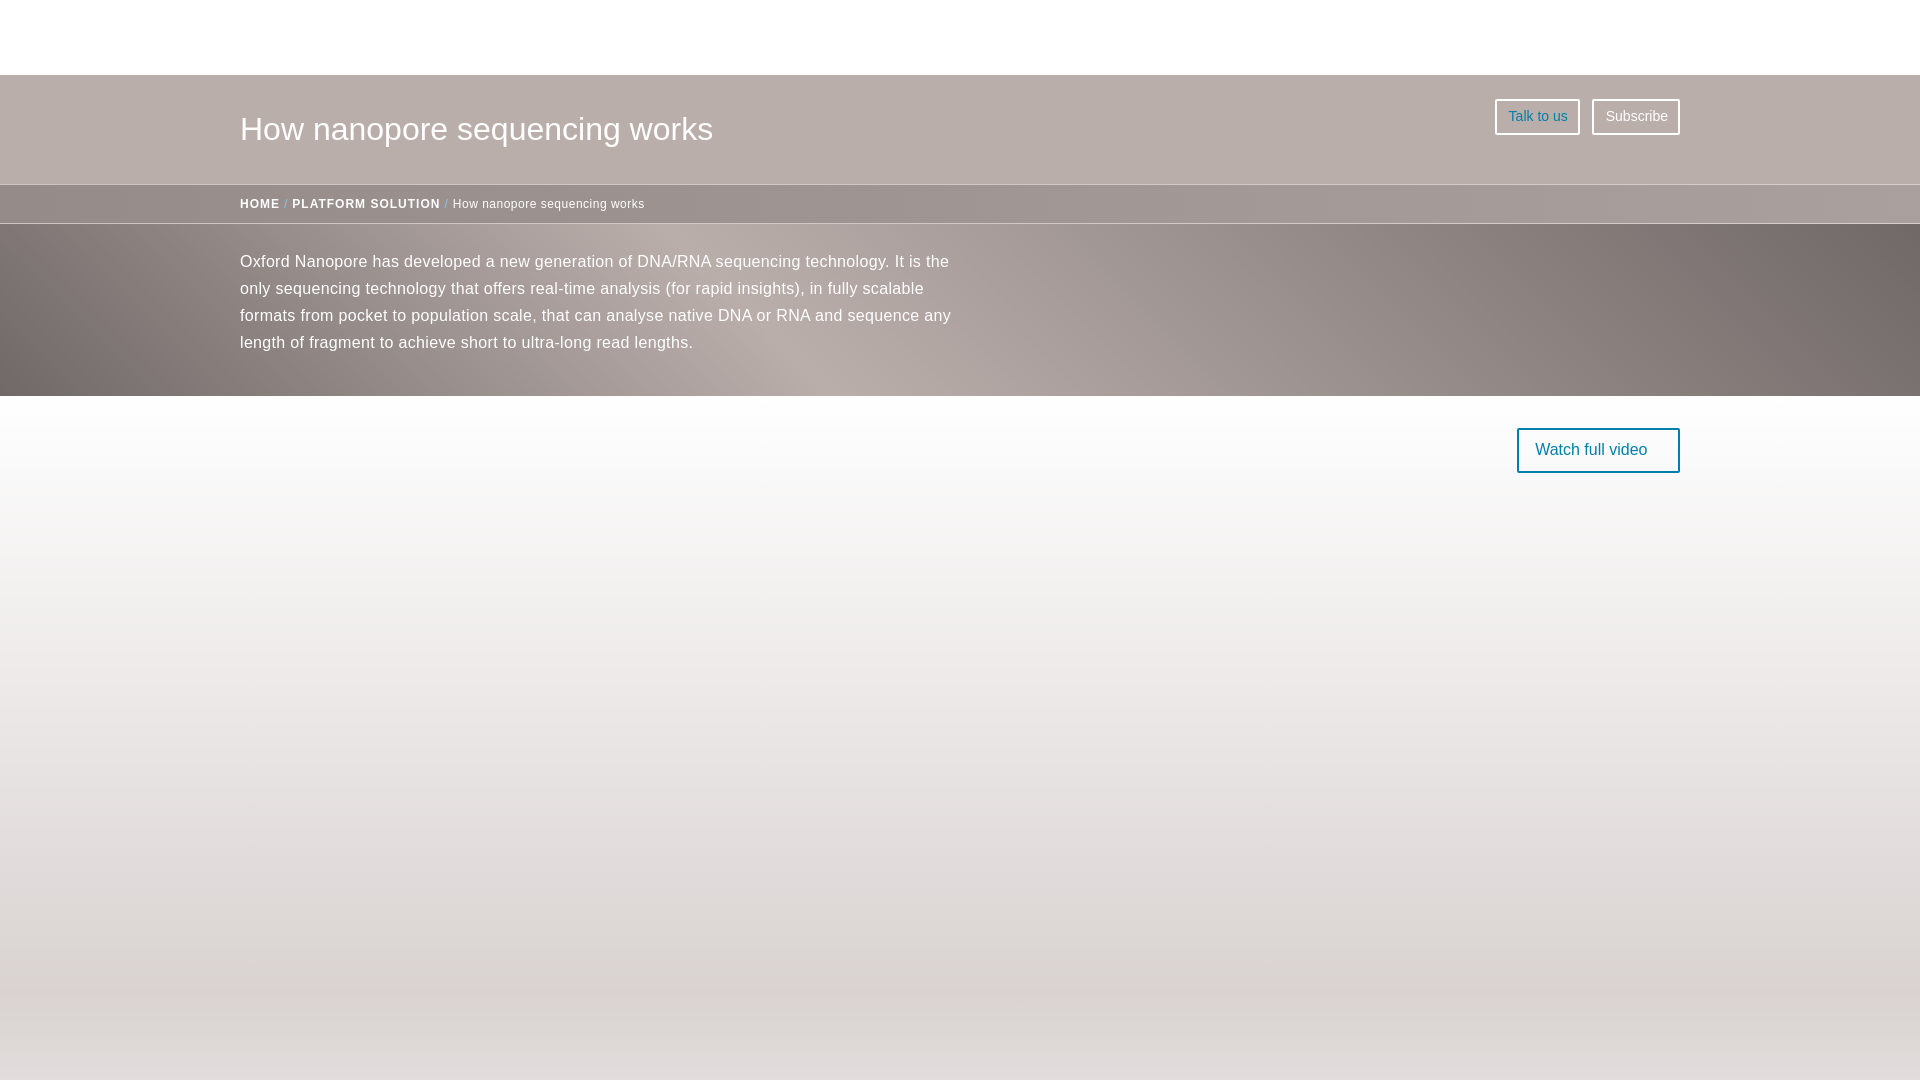 How nanopore sequencing works
Talk to us
Subscribe
HOME / PLATFORM SOLUTION / How nanopore sequencing works
Oxford Nanopore has developed a new generation of DNA/RNA sequencing technology. It is the
only sequencing technology that offers real-time analysis (for rapid insights), in fully scalable
formats from pocket to population scale, that can analyse native DNA or RNA and sequence any
length of fragment to achieve short to ultra-long read lengths.
Watch full video